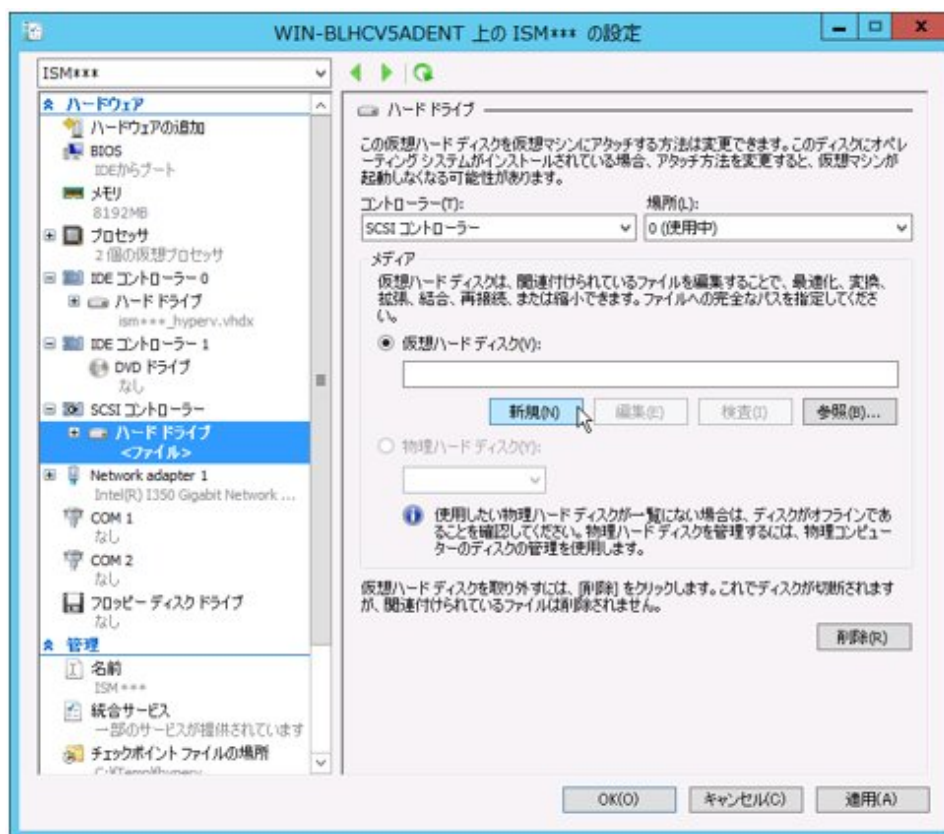 WIN-BLHCV5ADENT 上の ISM*** の設定
ISM***
ハードウェア
ハードウェアの追加
BIOS
IDEからブート
メモリ
8192MB
プロセッサ
2 個の仮想プロセッサ
IDE コントローラー 0
ハード ドライブ
ism***_hyperv.vhdx
IDE コントローラー 1
DVD ドライブ
なし
SCSI コントローラー
ハード ドライブ
<ファイル>
Network adapter 1
Intel(R) I350 Gigabit Network ...
COM 1
なし
COM 2
なし
フロッピー ディスク ドライブ
なし
管理
名前
ISM***
統合サービス
一部のサービスが提供されています
チェックポイント ファイルの場所
C:\Temp\hyperv
ハード ドライブ
この仮想ハード ディスクを仮想マシンにアタッチする方法は変更できます。このディスクにオペレ
ーティング システムがインストールされている場合、アタッチ方法を変更すると、仮想マシンが
起動しなくなる可能性があります。
コントローラー(T):
場所(L):
SCSI コントローラー
0 (使用中)
メディア
仮想ハード ディスクは、関連付けられているファイルを編集することで、最適化、変換、
拡張、結合、再接続、または縮小できます。ファイルへの完全なパスを指定してくださ
い。
仮想ハード ディスク(V):
新規(N)
編集(E)
検査(I)
参照(B)...
物理ハード ディスク(Y):
使用したい物理ハード ディスクが一覧にない場合は、ディスクがオフラインであ
ることを確認してください。物理ハード ディスクを管理するには、物理コンピュー
ターのディスクの管理を使用します。
仮想ハード ディスクを取り外すには、[削除] をクリックします。これでディスクが切断されます
が、関連付けられているファイルは削除されません。
削除(R)
OK(O)
キャンセル(C)
適用(A)